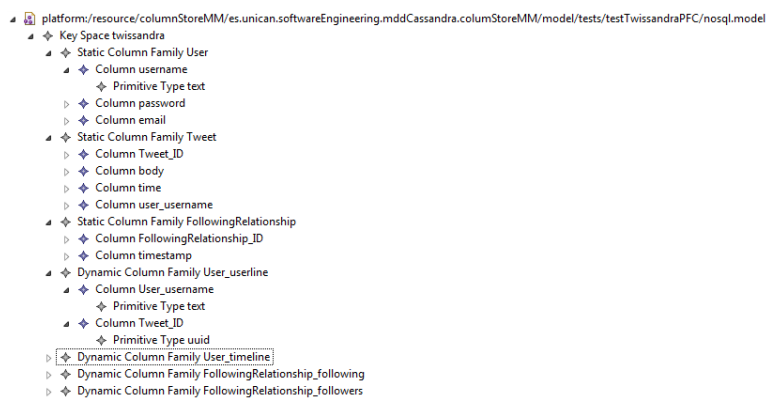 platform:/resource/columnStoreMM/es.unican.softwareEngineering.mddCassandra.columStoreMM/model/tests/testTwissandraPFC/nosql.model
Key Space twissandra
Static Column Family User
Column username
Primitive Type text
Column password
Column email
Static Column Family Tweet
Column Tweet_ID
Column body
Column time
Column user_username
Static Column Family FollowingRelationship
Column FollowingRelationship_ID
Column timestamp
Dynamic Column Family User_userline
Column User_username
Primitive Type text
Column Tweet_ID
Primitive Type uuid
Dynamic Column Family User_timeline
Dynamic Column Family FollowingRelationship_following
Dynamic Column Family FollowingRelationship_followers